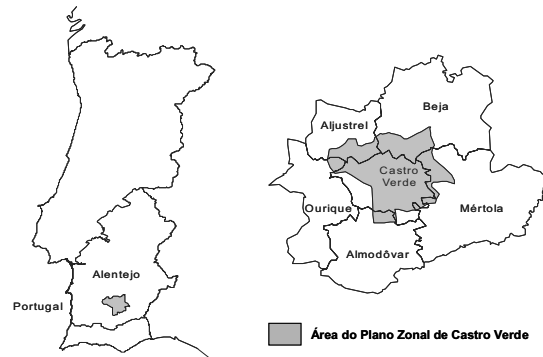 Alentejo
Portugal
Beja
Aljustrel
Castro
Verde
Ourique
Mértola
Almodôvar
Área do Plano Zonal de Castro Verde